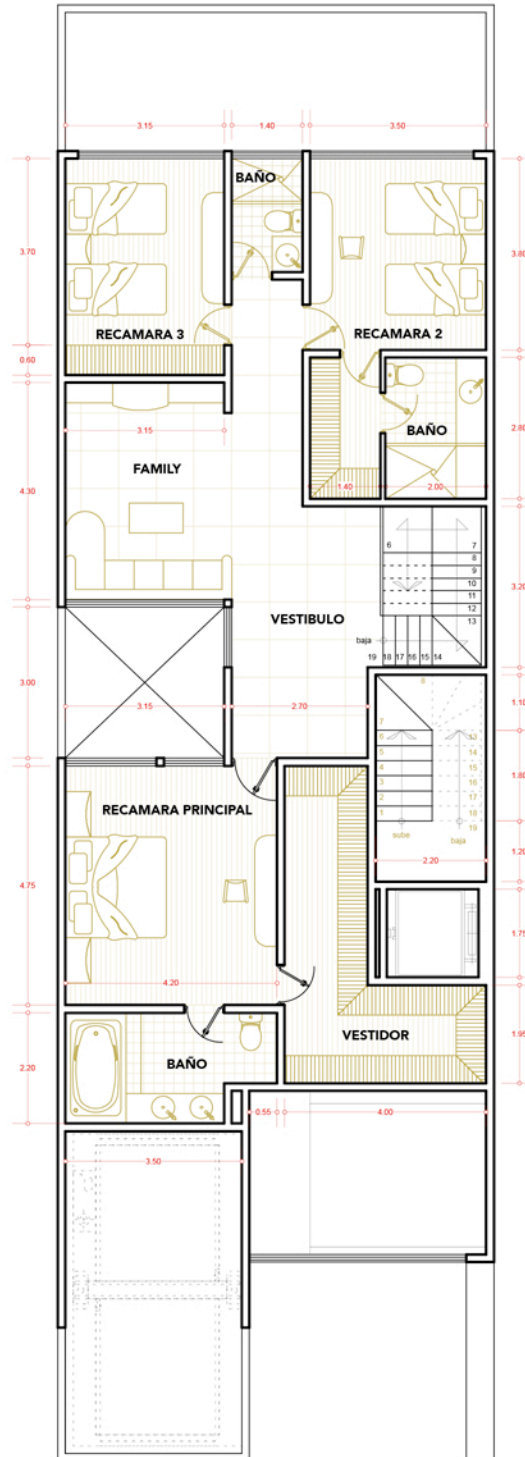 3.15 1.40 3.50
BAÑO
3.70
3.80
RECAMARA 3
RECAMARA 2
0.60
3.15
BAÑO
2.80
FAMILY
4.30
1.40 2.00
6 7
8
9
10
11
12
13
3.20
VESTIBULO
baja
19 18 17 16 15 14
3.00
3.15
2.70
1.10
8
7
6 13
5 14
4 15
3 16
2 17
18
1 19
sube
baja
1.80
1.20
2.20
RECAMARA PRINCIPAL
4.75
1.75
4.20
VESTIDOR
1.95
BAÑO
2.20
0.55 4.00
3.50